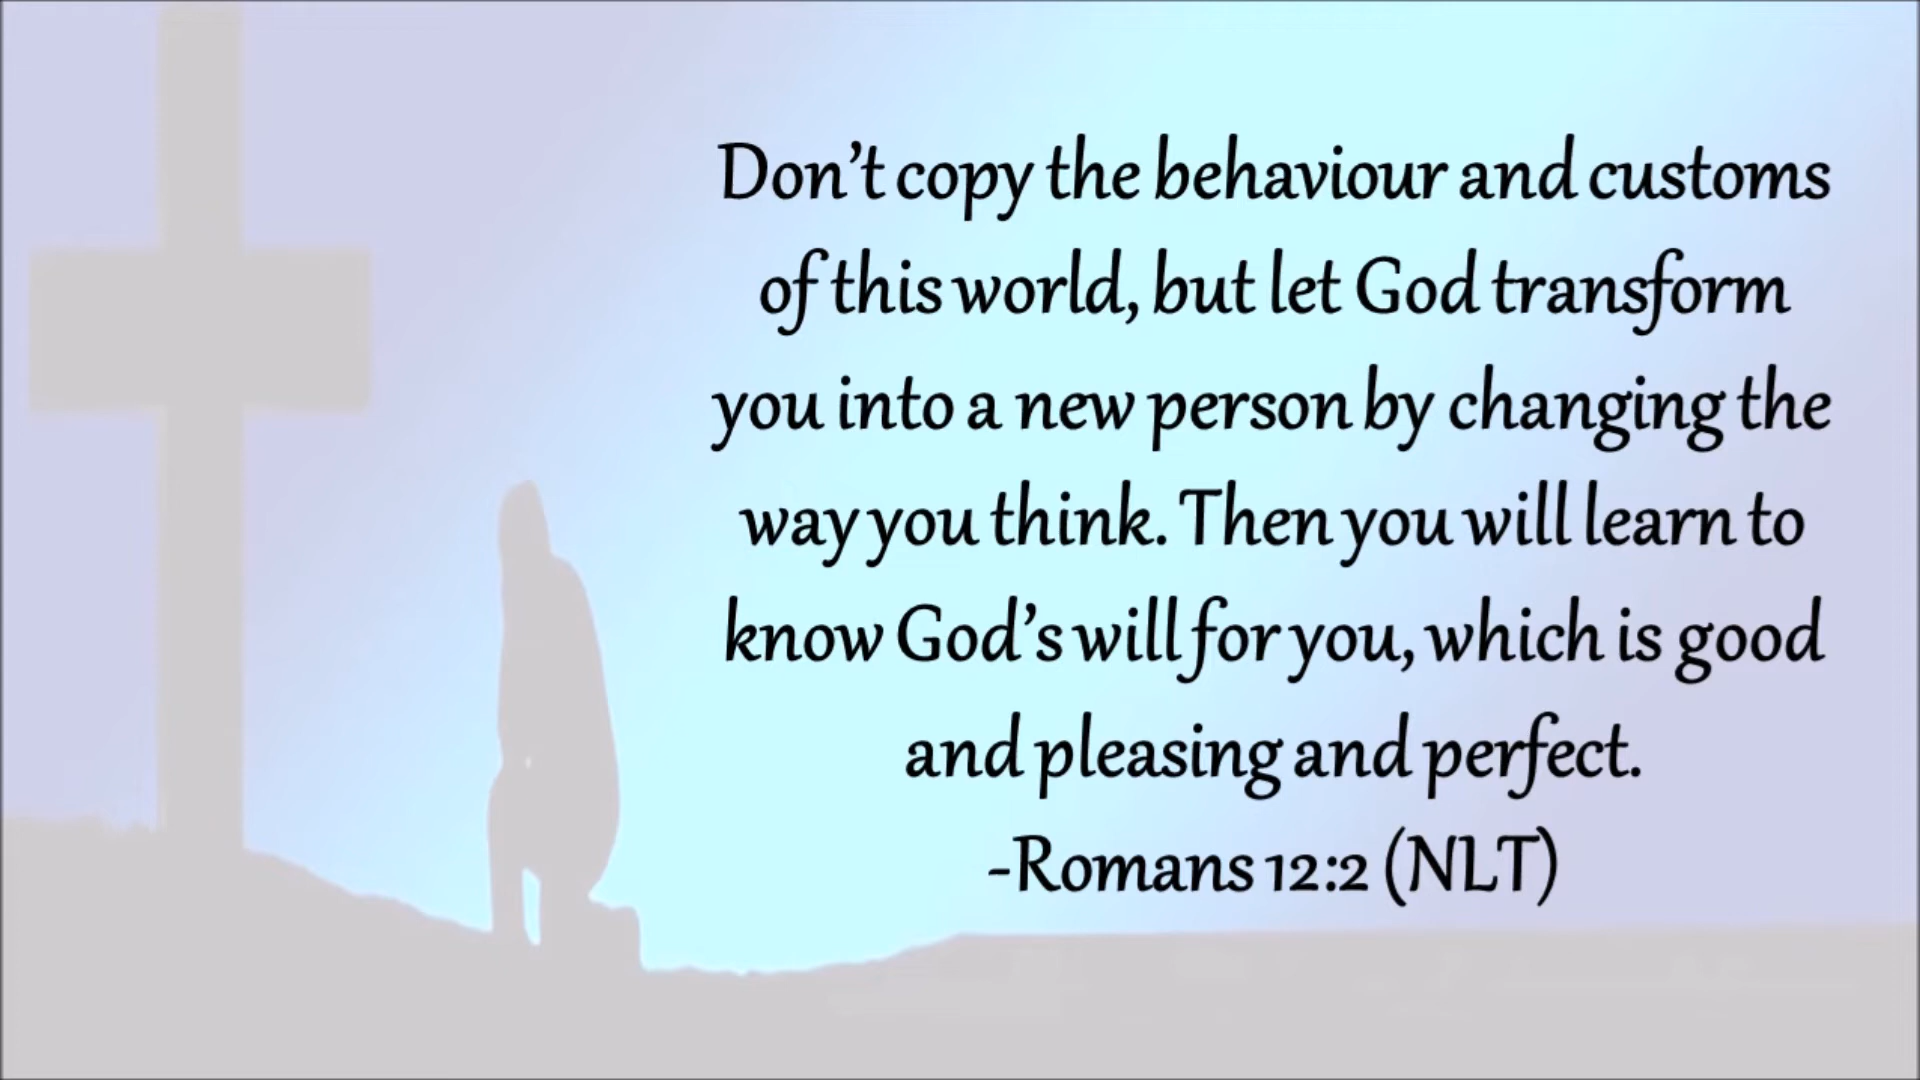 Don't copy the behaviour and customs
of this world, but let God transform
you into a new person by changing the
way you think. Then you will learn to
know God's will for you, which is good
and pleasing and perfect.
-Romans 12:2 (NLT)